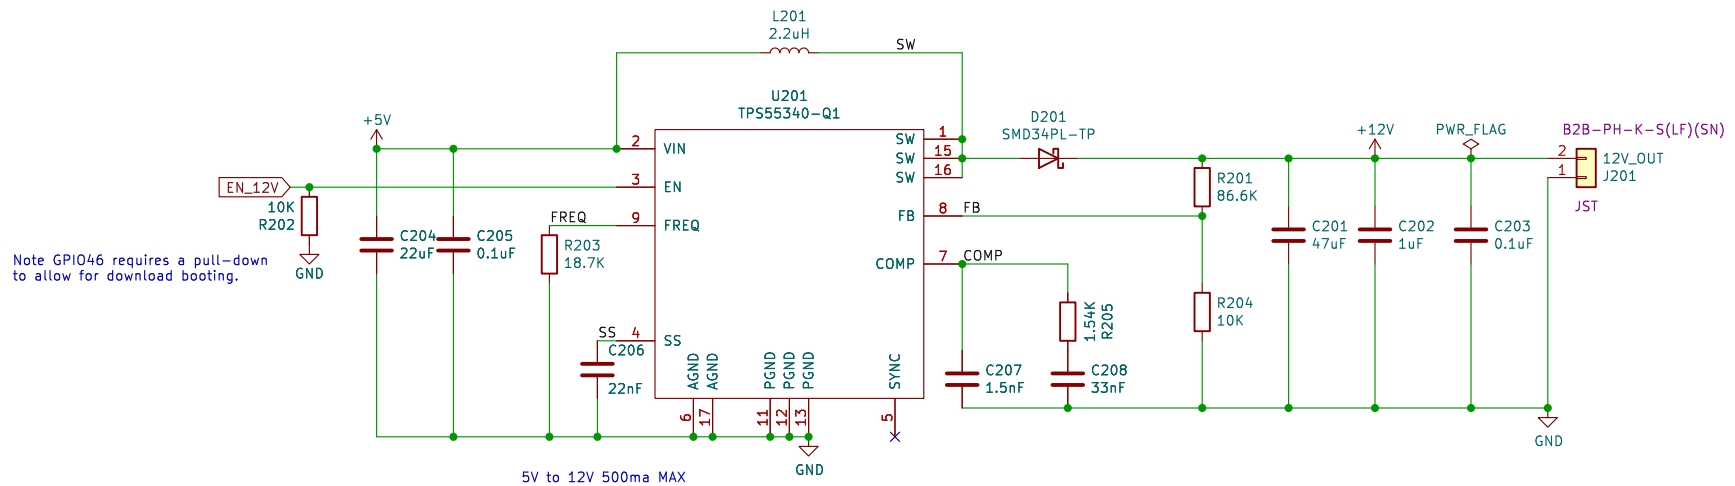 L201
2.2uH
SW
U201
TPS55340-Q1
D201
SMD34PL-TP
+5V
+12V
PWR_FLAG
B2B-PH-K-S(LF)(SN)
2
VIN
SW
1
SW
15
SW
16
2
1
12V_OUT
J201
JST
EN_12V
3
EN
10K
R202
GND
R201
86.6K
FREQ
9
FREQ
FB
8
FB
R203
18.7K
C204
22uF
C205
0.1uF
C201
47uF
C202
1uF
C203
0.1uF
Note GPIO46 requires a pull-down
to allow for download booting.
COMP
7
COMP
R204
10K
1.54K
R205
SS
4
SS
C206
22nF
AGND
AGND
PGND
PGND
PGND
SYNC
6
17
11
12
13
5
C207
1.5nF
C208
33nF
GND
GND
5V to 12V 500ma MAX